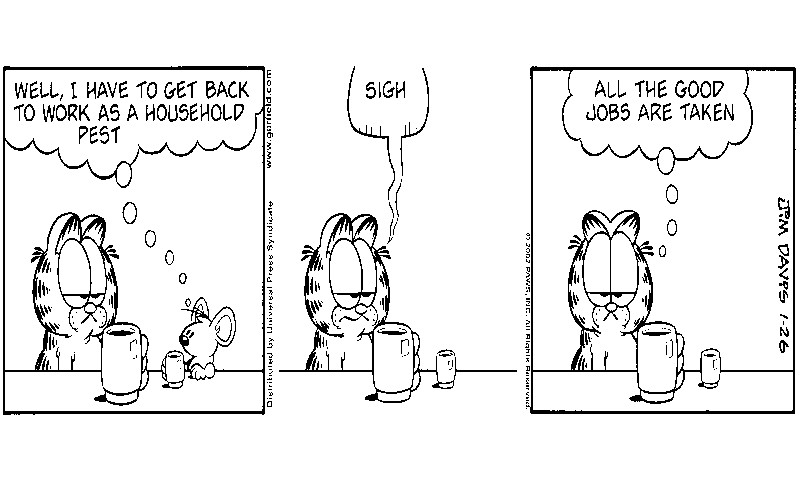 WELL, I HAVE TO GET BACK
TO WORK AS A HOUSEHOLD
PEST
www.garfield.com
Distributed by Universal Press Syndicate
SIGH
© 2002 PAWS, INC. All Rights Reserved.
ALL THE GOOD
JOBS ARE TAKEN
JIM DAVIS 1·26